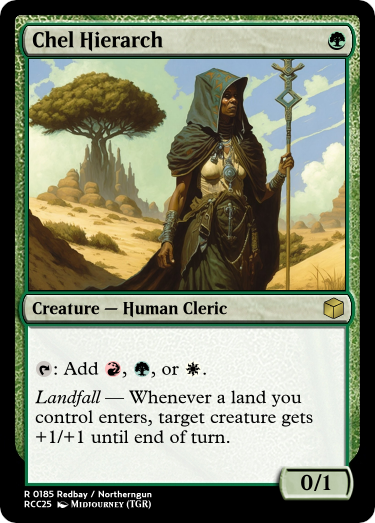 Chel Hierarch
Creature — Human Cleric
: Add , , or .
Landfall — Whenever a land you
control enters, target creature gets
+1/+1 until end of turn.
0/1
R 0185 Redbay / Northerngun
RCC25 Midjourney (TGR)